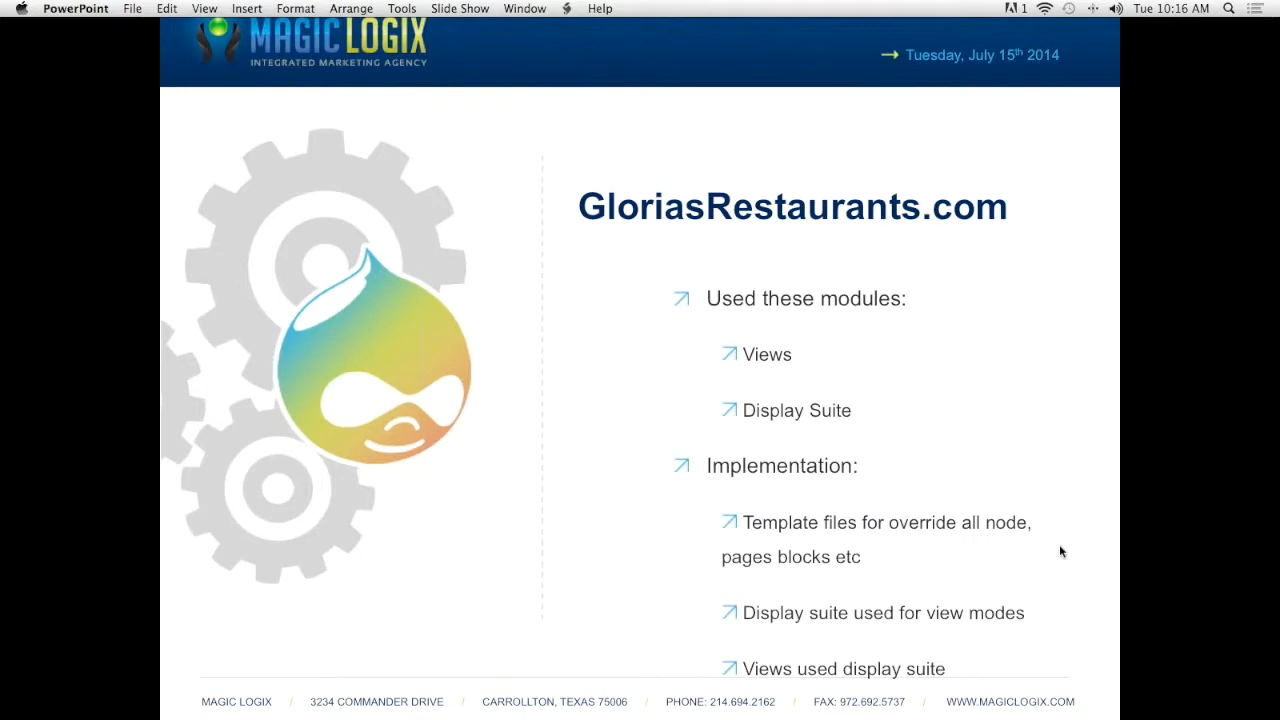 PowerPoint File Edit View Insert Format Arrange Tools Slide Show Window Help 1 Tue 10:16 AM
MAGIC LOGIX
INTEGRATED MARKETING AGENCY
Tuesday, July 15th 2014
GloriasRestaurants.com
Used these modules:
Views
Display Suite
Implementation:
Template files for override all node,
pages blocks etc
Display suite used for view modes
Views used display suite
MAGIC LOGIX / 3234 COMMANDER DRIVE / CARROLLTON, TEXAS 75006 / PHONE: 214.694.2162 / FAX: 972.692.5737 / WWW.MAGICLOGIX.COM